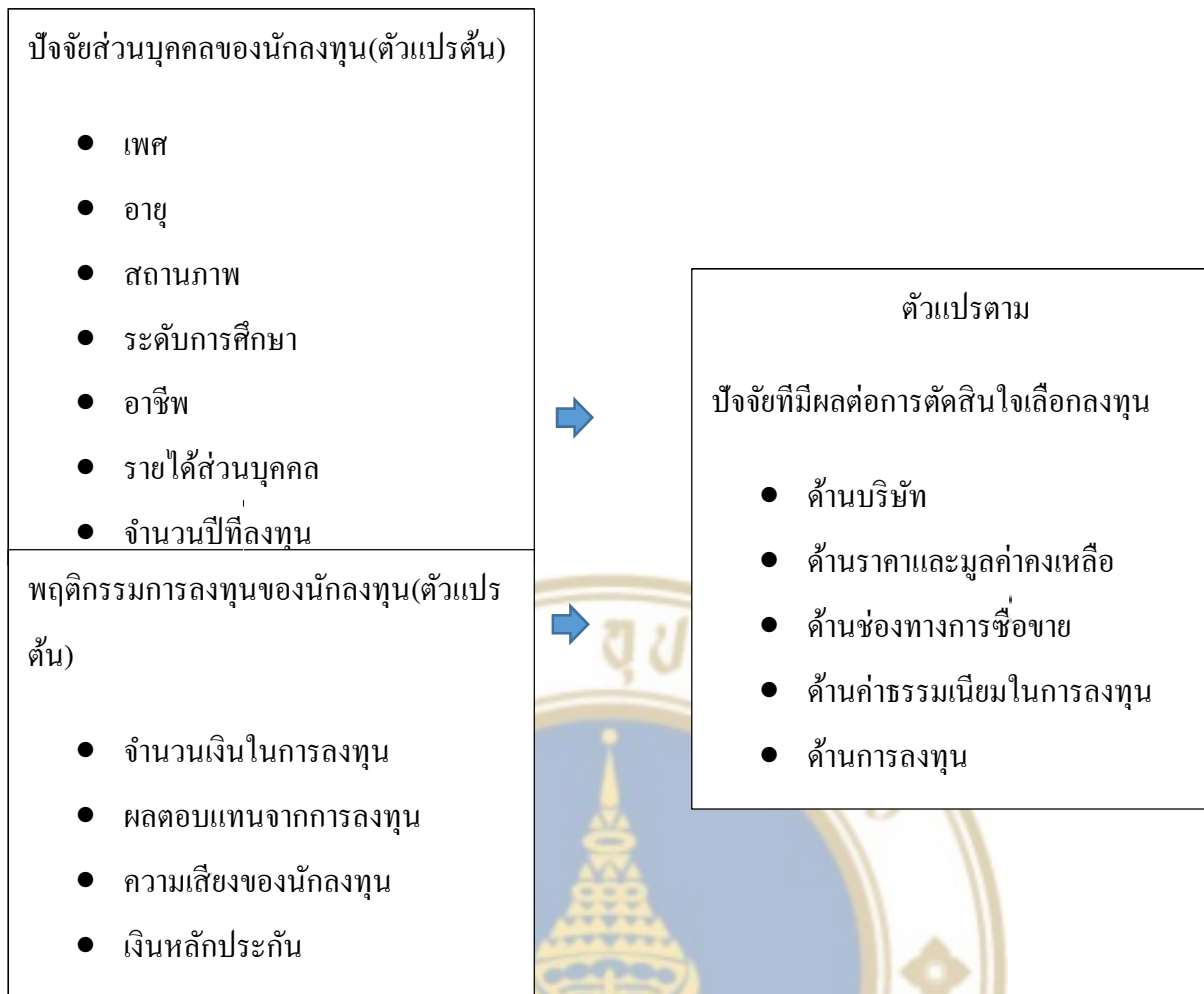 ปัจจัยส่วนบุคคลของนักลงทุน(ตัวแปรต้น)
● เพศ
● อายุ
● สถานภาพ
● ระดับการศึกษา
● อาชีพ
● รายได้ส่วนบุคคล
● จำนวนปีที่ลงทุน
พฤติกรรมการลงทุนของนักลงทุน(ตัวแปร
ต้น)
● จำนวนเงินในการลงทุน
● ผลตอบแทนจากการลงทุน
● ความเสี่ยงของนักลงทุน
● เงินหลักประกัน
ตัวแปรตาม
ปัจจัยที่มีผลต่อการตัดสินใจเลือกลงทุน
● ด้านบริษัท
● ด้านราคาและมูลค่าคงเหลือ
● ด้านช่องทางการซื้อขาย
● ด้านค่าธรรมเนียมในการลงทุน
● ด้านการลงทุน